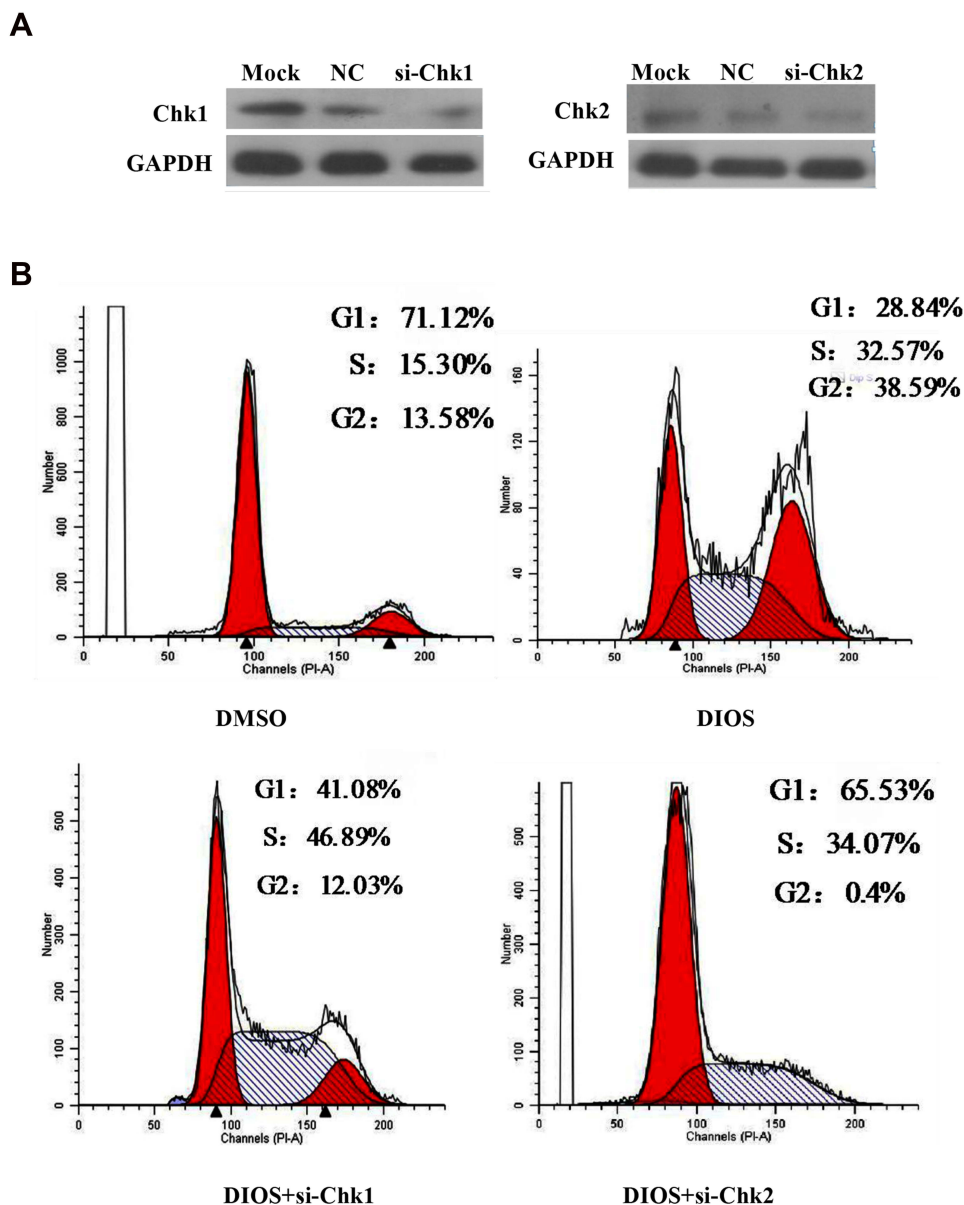 A
Mock NC si-Chk1
Chk1
GAPDH
Mock NC si-Chk2
Chk2
GAPDH
B
G1: 71.12%
S: 15.30%
G2: 13.58%
Number
0 200 400 600 800 1000
0 50 100 150 200
Channels (PI-A)
DMSO
G1: 28.84%
S: 32.57%
Dip S
G2: 38.59%
Number
0 40 80 120 160
0 50 100 150 200
Channels (PI-A)
DIOS
G1: 41.08%
S: 46.89%
G2: 12.03%
Number
0 100 200 300 400 500
0 50 100 150 200
Channels (PI-A)
DIOS+si-Chk1
G1: 65.53%
S: 34.07%
G2: 0.4%
Number
0 100 200 300 400 500
0 50 100 150 200
Channels (PI-A)
DIOS+si-Chk2